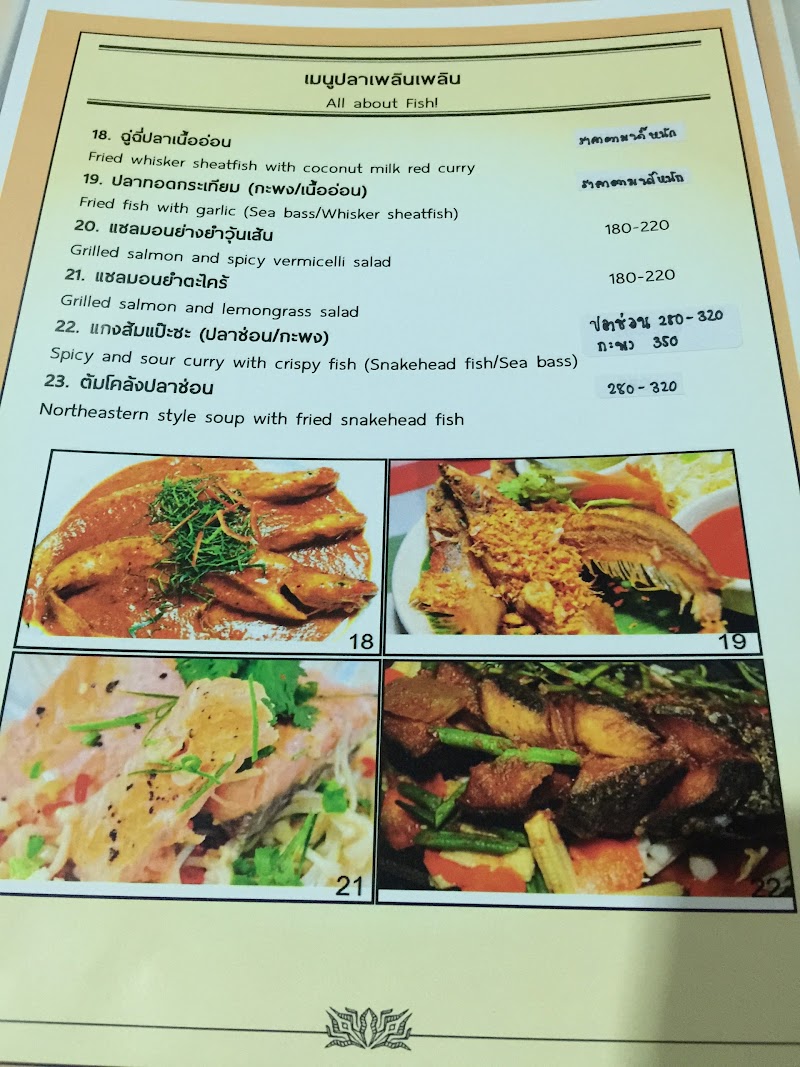 เมนูปลาเพลินเพลิน
All about Fish!
18. ฉู่ฉี่ปลาเนื้ออ่อน
ราคาตามน้ำหนัก
Fried whisker sheatfish with coconut milk red curry
19. ปลาทอดกระเทียม (กะพง/เนื้ออ่อน)
ราคาตามน้ำหนัก
Fried fish with garlic (Sea bass/Whisker sheatfish)
20. แซลมอนย่างยำวุ้นเส้น
180-220
Grilled salmon and spicy vermicelli salad
21. แซลมอนยำตะไคร้
180-220
Grilled salmon and lemongrass salad
22. แกงส้มแป๊ะซะ (ปลาช่อน/กะพง)
ปลาช่อน 280-320
กะพง 350
Spicy and sour curry with crispy fish (Snakehead fish/Sea bass)
23. ต้มโคล้งปลาช่อน
280-320
Northeastern style soup with fried snakehead fish
18
19
21
22